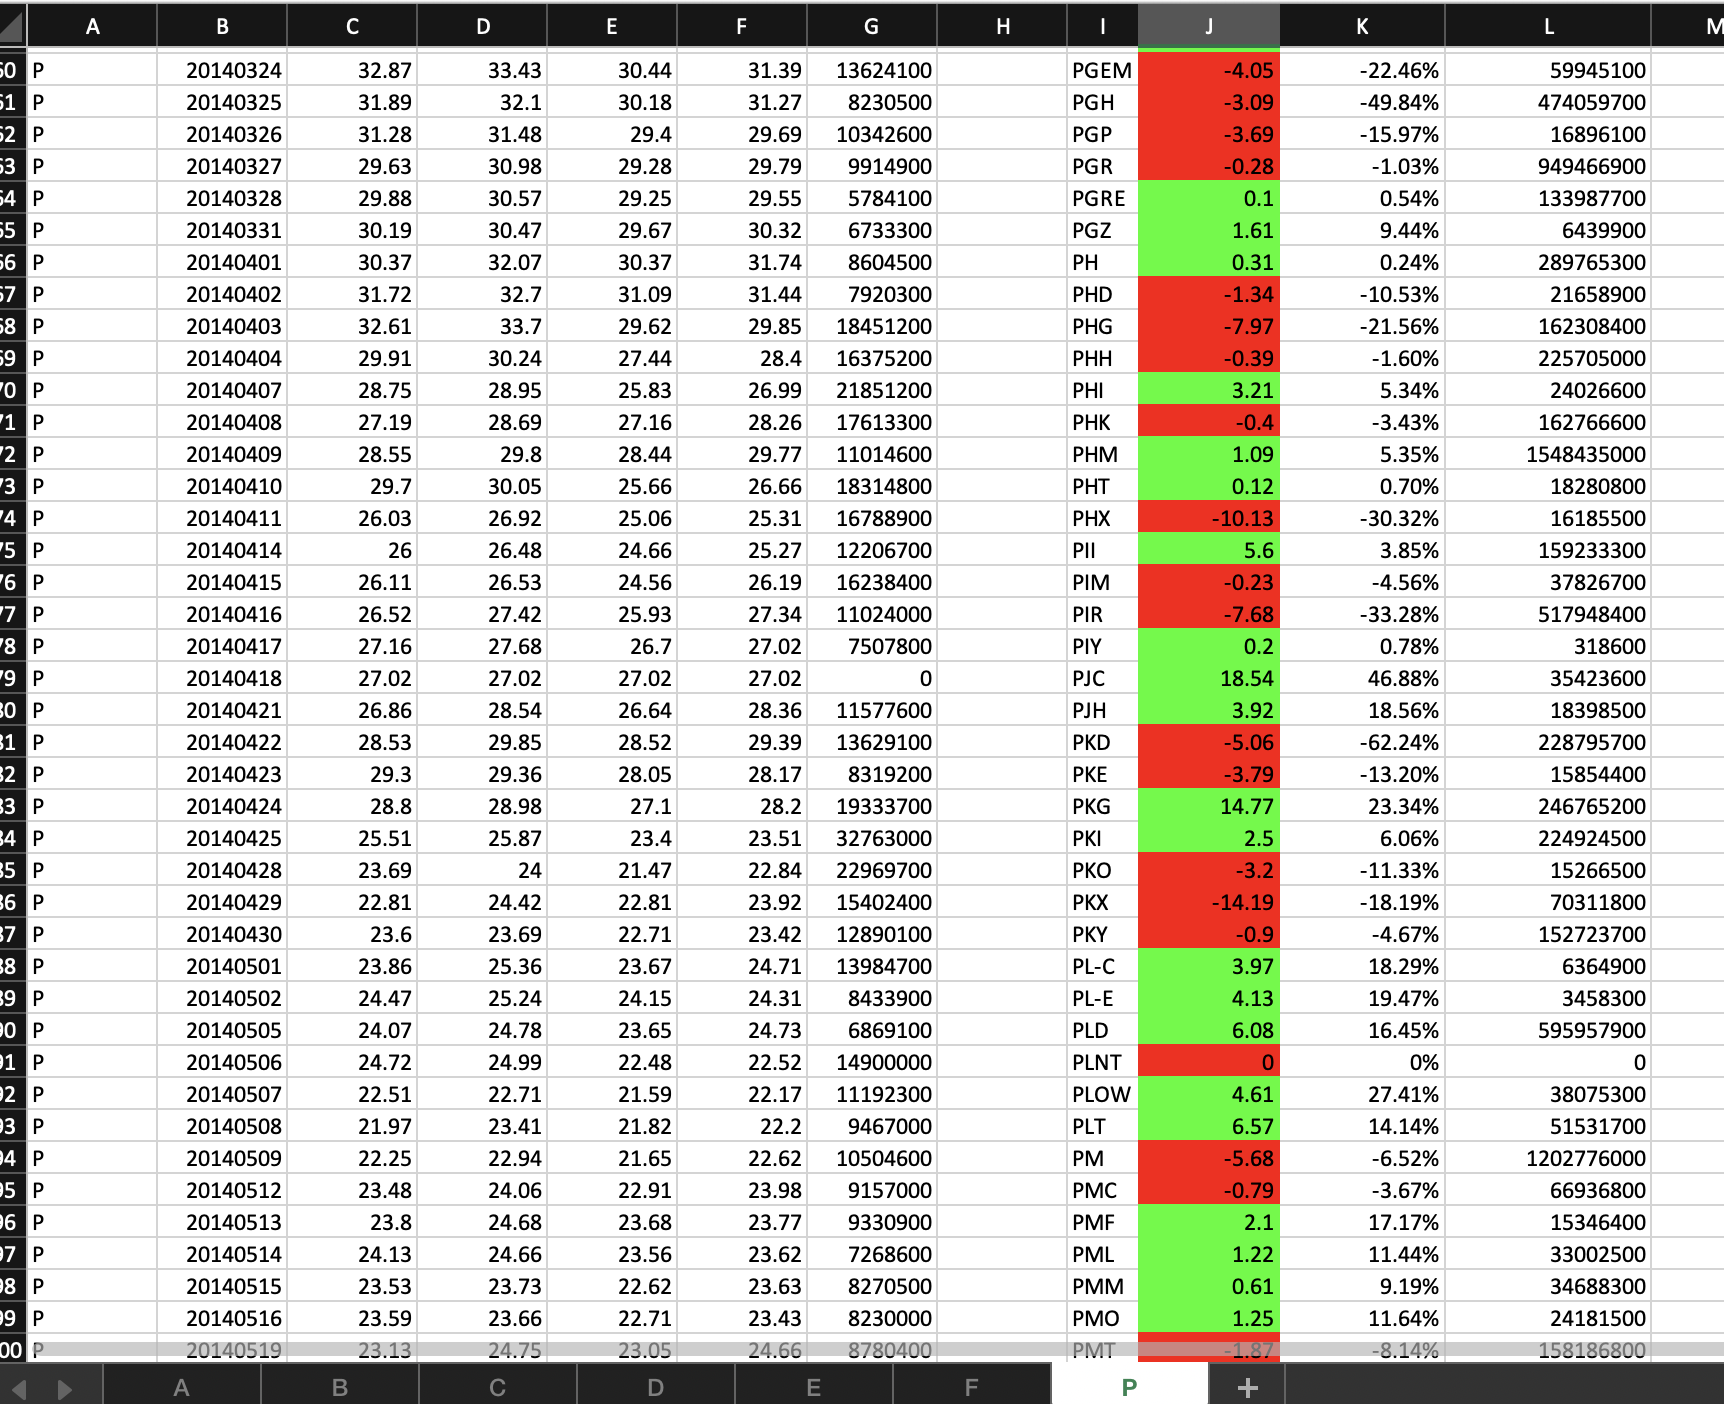 A B C D E F G H I J K L M
60 P 20140324 32.87 33.43 30.44 31.39 13624100 PGEM -4.05 -22.46% 59945100
61 P 20140325 31.89 32.1 30.18 31.27 8230500 PGH -3.09 -49.84% 474059700
62 P 20140326 31.28 31.48 29.4 29.69 10342600 PGP -3.69 -15.97% 16896100
63 P 20140327 29.63 30.98 29.28 29.79 9914900 PGR -0.28 -1.03% 949466900
64 P 20140328 29.88 30.57 29.25 29.55 5784100 PGRE 0.1 0.54% 133987700
65 P 20140331 30.19 30.47 29.67 30.32 6733300 PGZ 1.61 9.44% 6439900
66 P 20140401 30.37 32.07 30.37 31.74 8604500 PH 0.31 0.24% 289765300
67 P 20140402 31.72 32.7 31.09 31.44 7920300 PHD -1.34 -10.53% 21658900
68 P 20140403 32.61 33.7 29.62 29.85 18451200 PHG -7.97 -21.56% 162308400
69 P 20140404 29.91 30.24 27.44 28.4 16375200 PHH -0.39 -1.60% 225705000
70 P 20140407 28.75 28.95 25.83 26.99 21851200 PHI 3.21 5.34% 24026600
71 P 20140408 27.19 28.69 27.16 28.26 17613300 PHK -0.4 -3.43% 162766600
72 P 20140409 28.55 29.8 28.44 29.77 11014600 PHM 1.09 5.35% 1548435000
73 P 20140410 29.7 30.05 25.66 26.66 18314800 PHT 0.12 0.70% 18280800
74 P 20140411 26.03 26.92 25.06 25.31 16788900 PHX -10.13 -30.32% 16185500
75 P 20140414 26 26.48 24.66 25.27 12206700 PII 5.6 3.85% 159233300
76 P 20140415 26.11 26.53 24.56 26.19 16238400 PIM -0.23 -4.56% 37826700
77 P 20140416 26.52 27.42 25.93 27.34 11024000 PIR -7.68 -33.28% 517948400
78 P 20140417 27.16 27.68 26.7 27.02 7507800 PIY 0.2 0.78% 318600
79 P 20140418 27.02 27.02 27.02 27.02 0 PJC 18.54 46.88% 35423600
80 P 20140421 26.86 28.54 26.64 28.36 11577600 PJH 3.92 18.56% 18398500
81 P 20140422 28.53 29.85 28.52 29.39 13629100 PKD -5.06 -62.24% 228795700
82 P 20140423 29.3 29.36 28.05 28.17 8319200 PKE -3.79 -13.20% 15854400
83 P 20140424 28.8 28.98 27.1 28.2 19333700 PKG 14.77 23.34% 246765200
84 P 20140425 25.51 25.87 23.4 23.51 32763000 PKI 2.5 6.06% 224924500
85 P 20140428 23.69 24 21.47 22.84 22969700 PKO -3.2 -11.33% 15266500
86 P 20140429 22.81 24.42 22.81 23.92 15402400 PKX -14.19 -18.19% 70311800
87 P 20140430 23.6 23.69 22.71 23.42 12890100 PKY -0.9 -4.67% 152723700
88 P 20140501 23.86 25.36 23.67 24.71 13984700 PL-C 3.97 18.29% 6364900
89 P 20140502 24.47 25.24 24.15 24.31 8433900 PL-E 4.13 19.47% 3458300
90 P 20140505 24.07 24.78 23.65 24.73 6869100 PLD 6.08 16.45% 595957900
91 P 20140506 24.72 24.99 22.48 22.52 14900000 PLNT 0 0% 0
92 P 20140507 22.51 22.71 21.59 22.17 11192300 PLOW 4.61 27.41% 38075300
93 P 20140508 21.97 23.41 21.82 22.2 9467000 PLT 6.57 14.14% 51531700
94 P 20140509 22.25 22.94 21.65 22.62 10504600 PM -5.68 -6.52% 1202776000
95 P 20140512 23.48 24.06 22.91 23.98 9157000 PMC -0.79 -3.67% 66936800
96 P 20140513 23.8 24.68 23.68 23.77 9330900 PMF 2.1 17.17% 15346400
97 P 20140514 24.13 24.66 23.56 23.62 7268600 PML 1.22 11.44% 33002500
98 P 20140515 23.53 23.73 22.62 23.63 8270500 PMM 0.61 9.19% 34688300
99 P 20140516 23.59 23.66 22.71 23.43 8230000 PMO 1.25 11.64% 24181500
00 P 20140519 23.13 24.75 23.05 24.66 8780400 PMT -1.87 -8.14% 158186800
A B C D E F P +